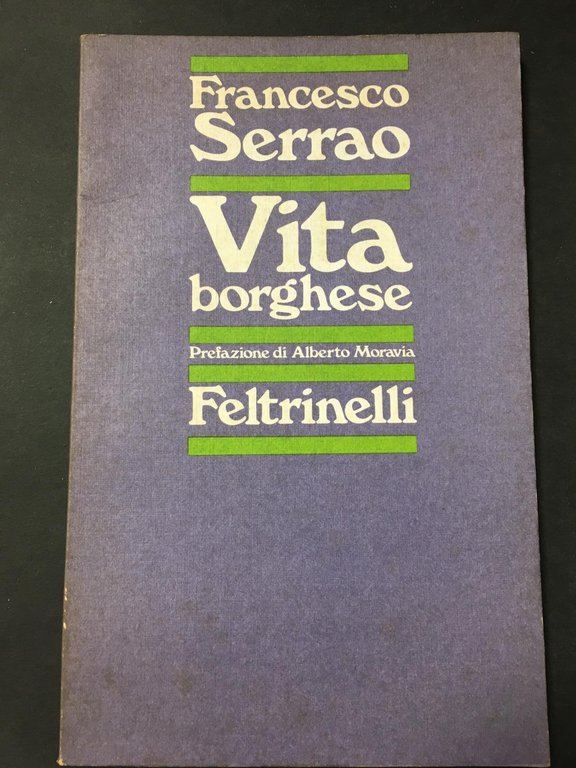 Francesco
Serrao
Vita
borghese
Prefazione di Alberto Moravia
Feltrinelli